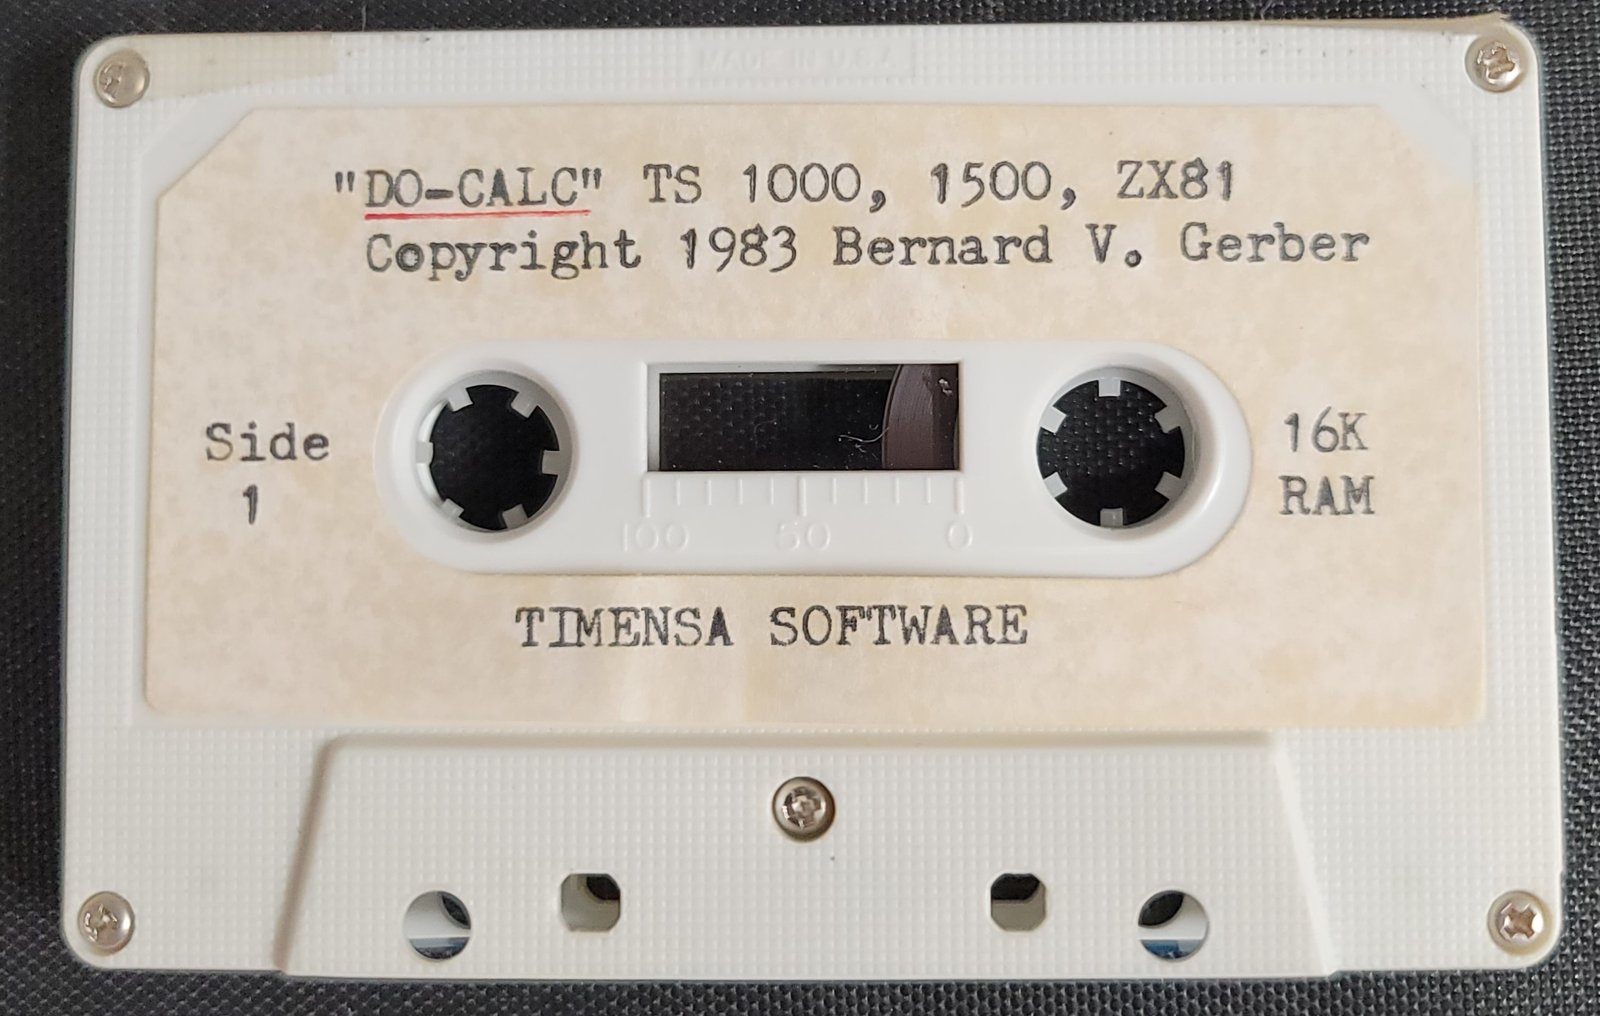 MADE IN U.S.A.
"DO-CALC" TS 1000, 1500, ZX81
Copyright 1983 Bernard V. Gerber
Side
1
16K
RAM
100 50 0
TIMENSA SOFTWARE